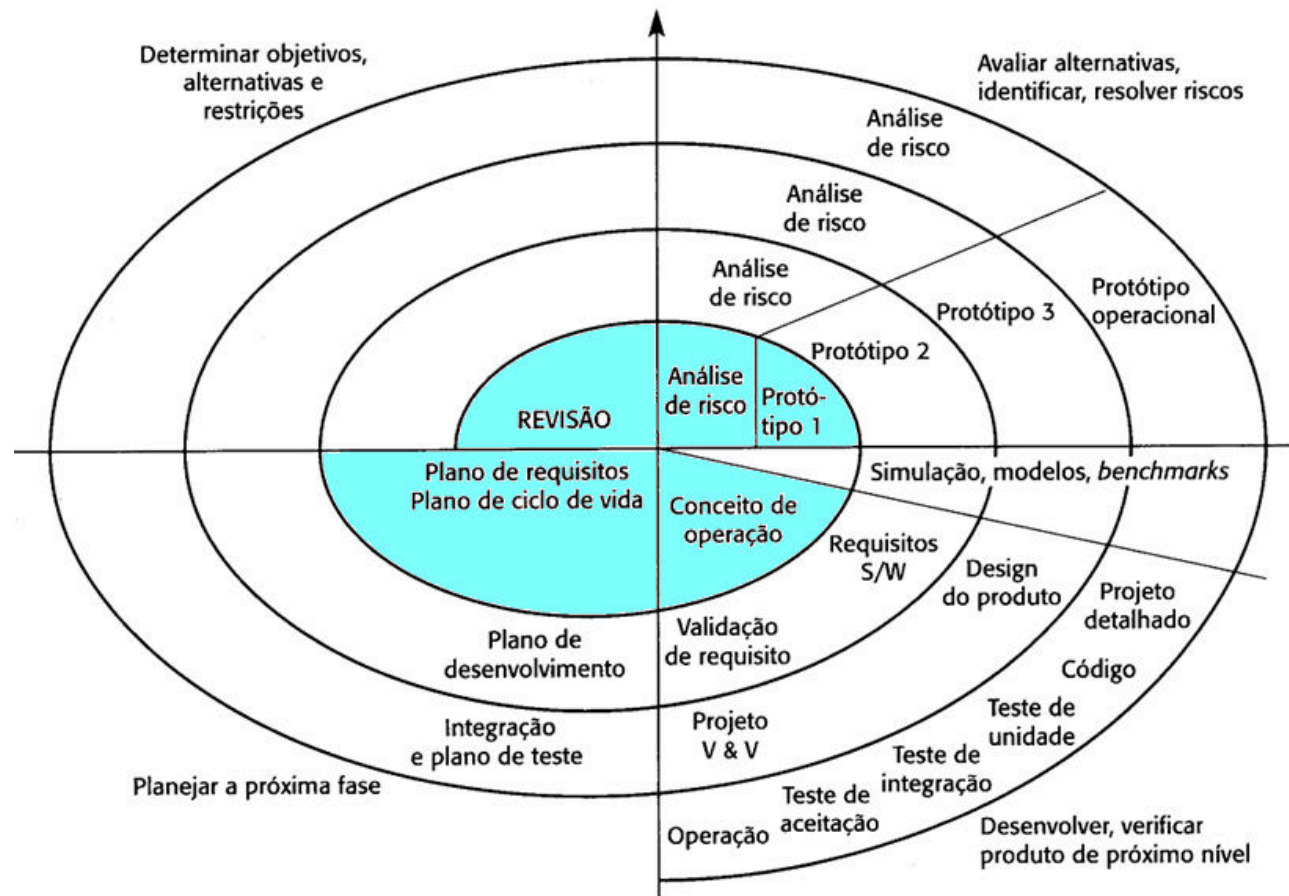 Determinar objetivos,
alternativas e
restrições
Avaliar alternativas,
identificar, resolver riscos
Análise
de risco
Análise
de risco
Análise
de risco
Protótipo
operacional
Protótipo 3
Protótipo 2
Análise
de risco
Protó-
tipo 1
REVISÃO
Plano de requisitos
Plano de ciclo de vida
Conceito de
operação
Simulação, modelos, benchmarks
Requisitos
S/W
Design
do produto
Projeto
detalhado
Plano de
desenvolvimento
Validação
de requisito
Código
Integração
e plano de teste
Projeto
V & V
Teste de
unidade
Teste de
integração
Teste de
aceitação
Operação
Planejar a próxima fase
Desenvolver, verificar
produto de próximo nível